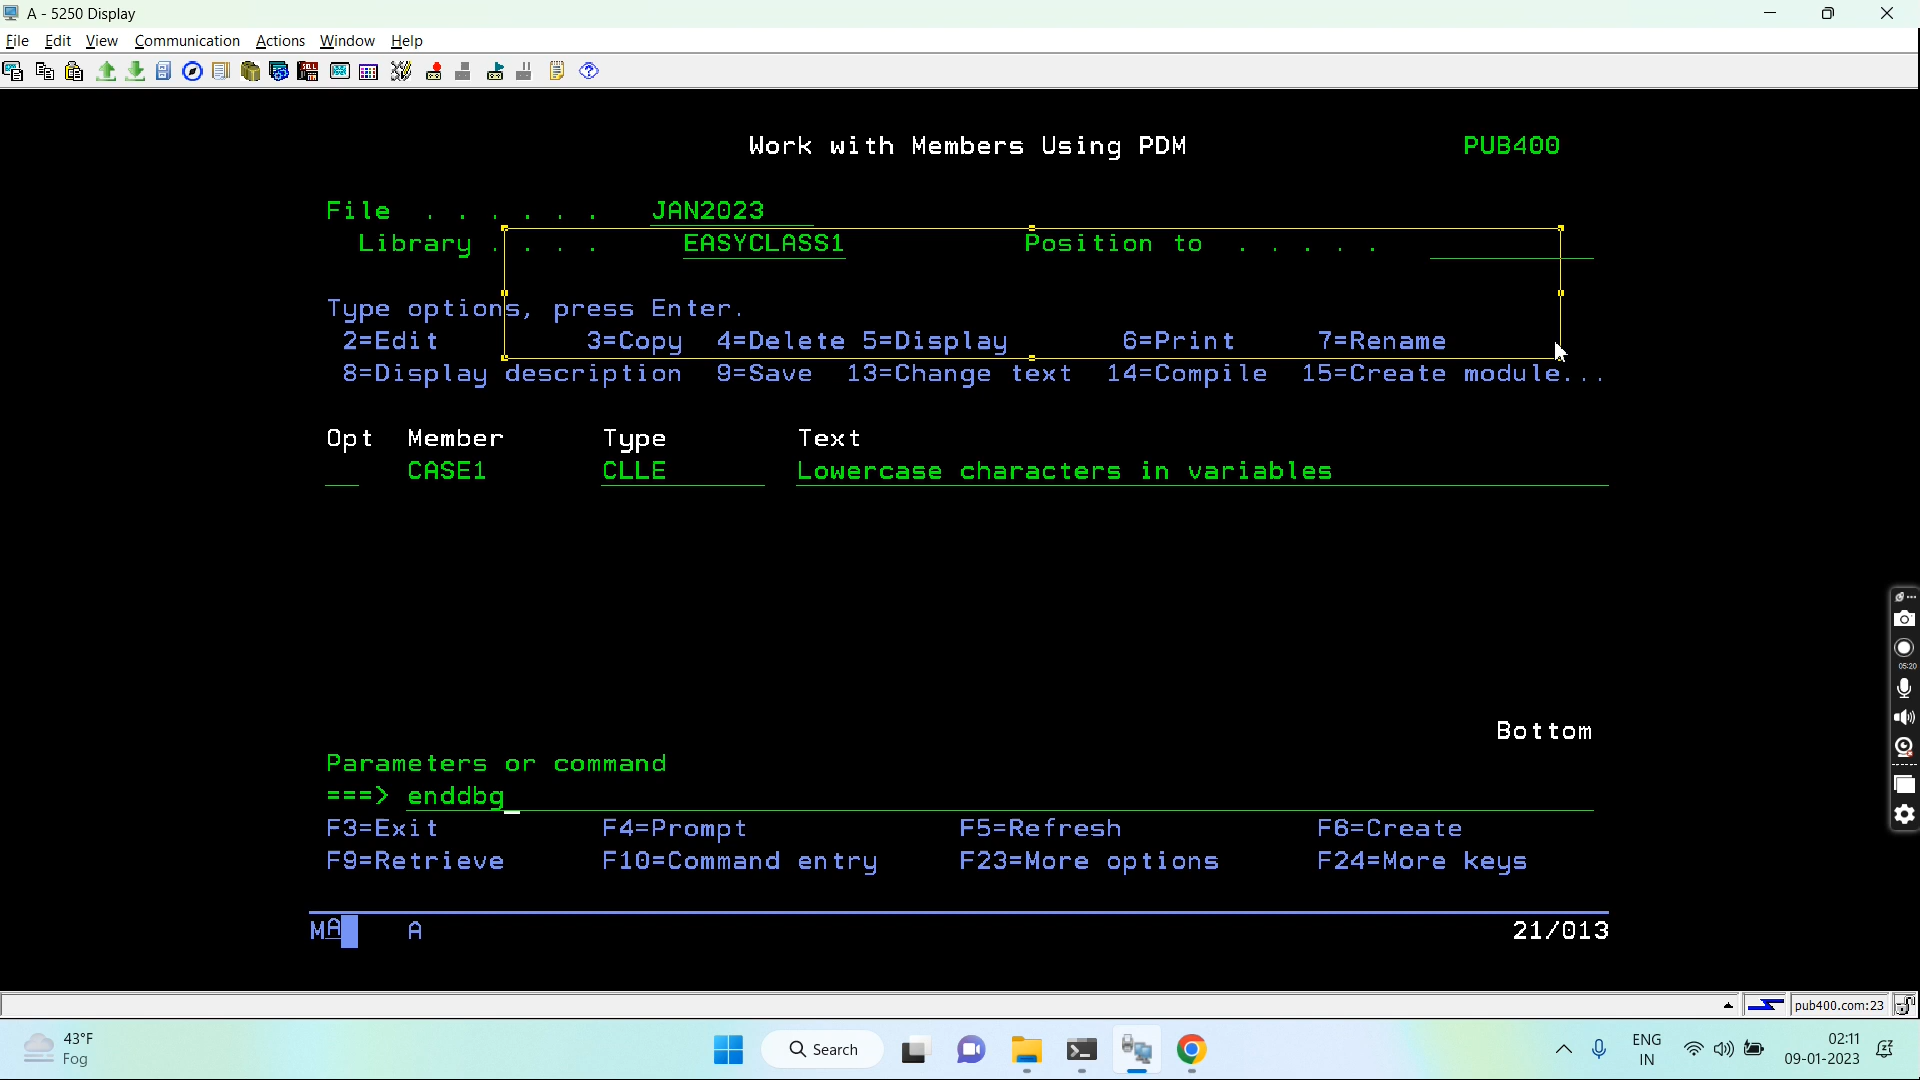 A - 5250 Display
File Edit View Communication Actions Window Help
Work with Members Using PDM PUB400
File . . . . . . JAN2023
Library . . . . EASYCLASS1 Position to . . . . .
Type options, press Enter.
2=Edit 3=Copy 4=Delete 5=Display 6=Print 7=Rename
8=Display description 9=Save 13=Change text 14=Compile 15=Create module...
Opt Member Type Text
CASE1 CLLE Lowercase characters in variables
05:20
Bottom
Parameters or command
===> enddbg_
F3=Exit F4=Prompt F5=Refresh F6=Create
F9=Retrieve F10=Command entry F23=More options F24=More keys
MA A 21/013
pub400.com:23
43°F
Fog
Search
ENG
IN
02:11
09-01-2023